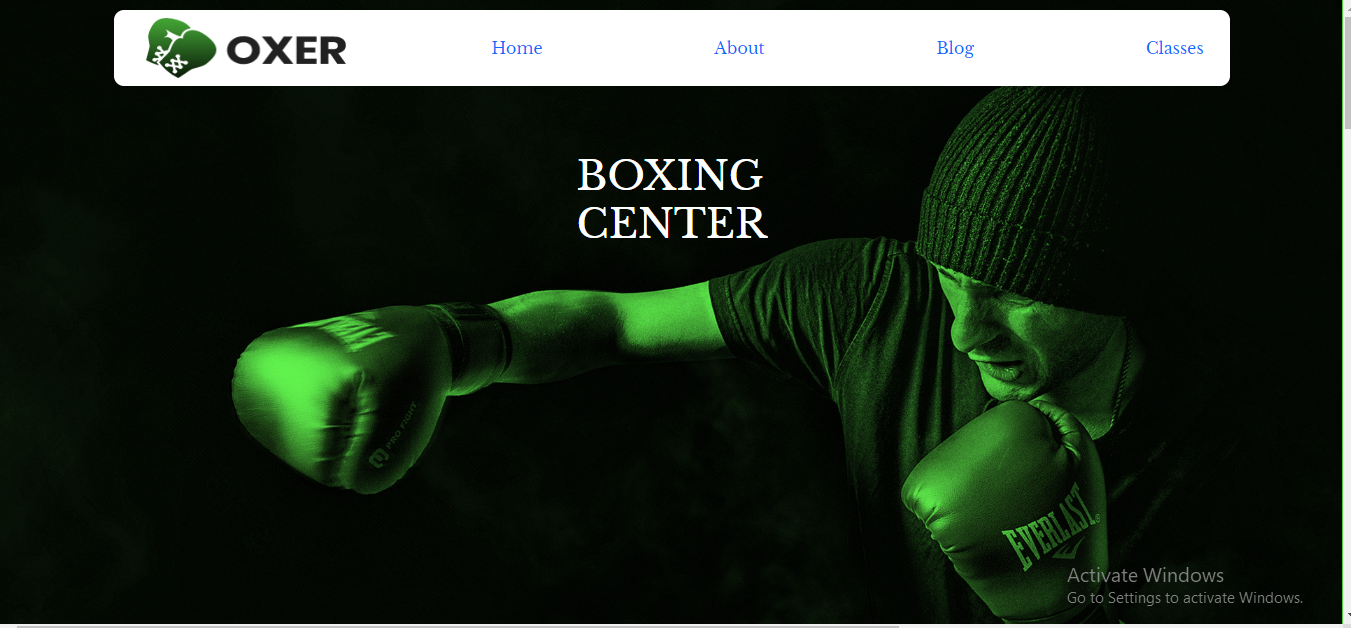 OXER
Home
About
Blog
Classes
BOXING
CENTER
PRO FIGHT
EVERLAST
Activate Windows
Go to Settings to activate Windows.